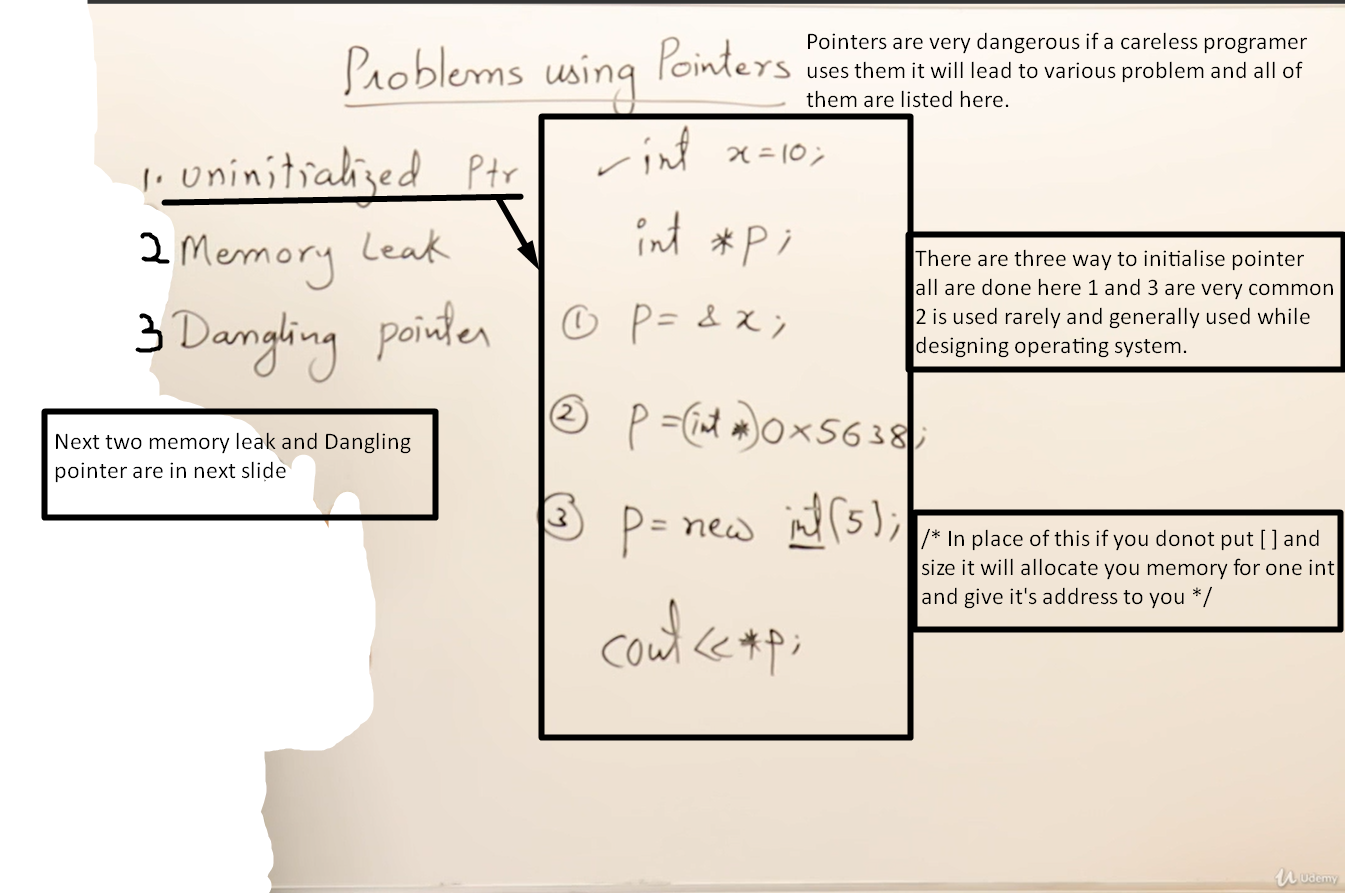 Problems using Pointers
Pointers are very dangerous if a careless programer
uses them it will lead to various problem and all of
them are listed here.
1. uninitialized Ptr
2 Memory Leak
3 Dangling pointer
Next two memory leak and Dangling
pointer are in next slide
✓ int x=10;
int *p;
① p= &x;
② p=(int *)0x5638;
③ p= new int(5);
cout<<*p;
There are three way to initialise pointer
all are done here 1 and 3 are very common
2 is used rarely and generally used while
designing operating system.
/* In place of this if you donot put [ ] and
size it will allocate you memory for one int
and give it's address to you */
Udemy